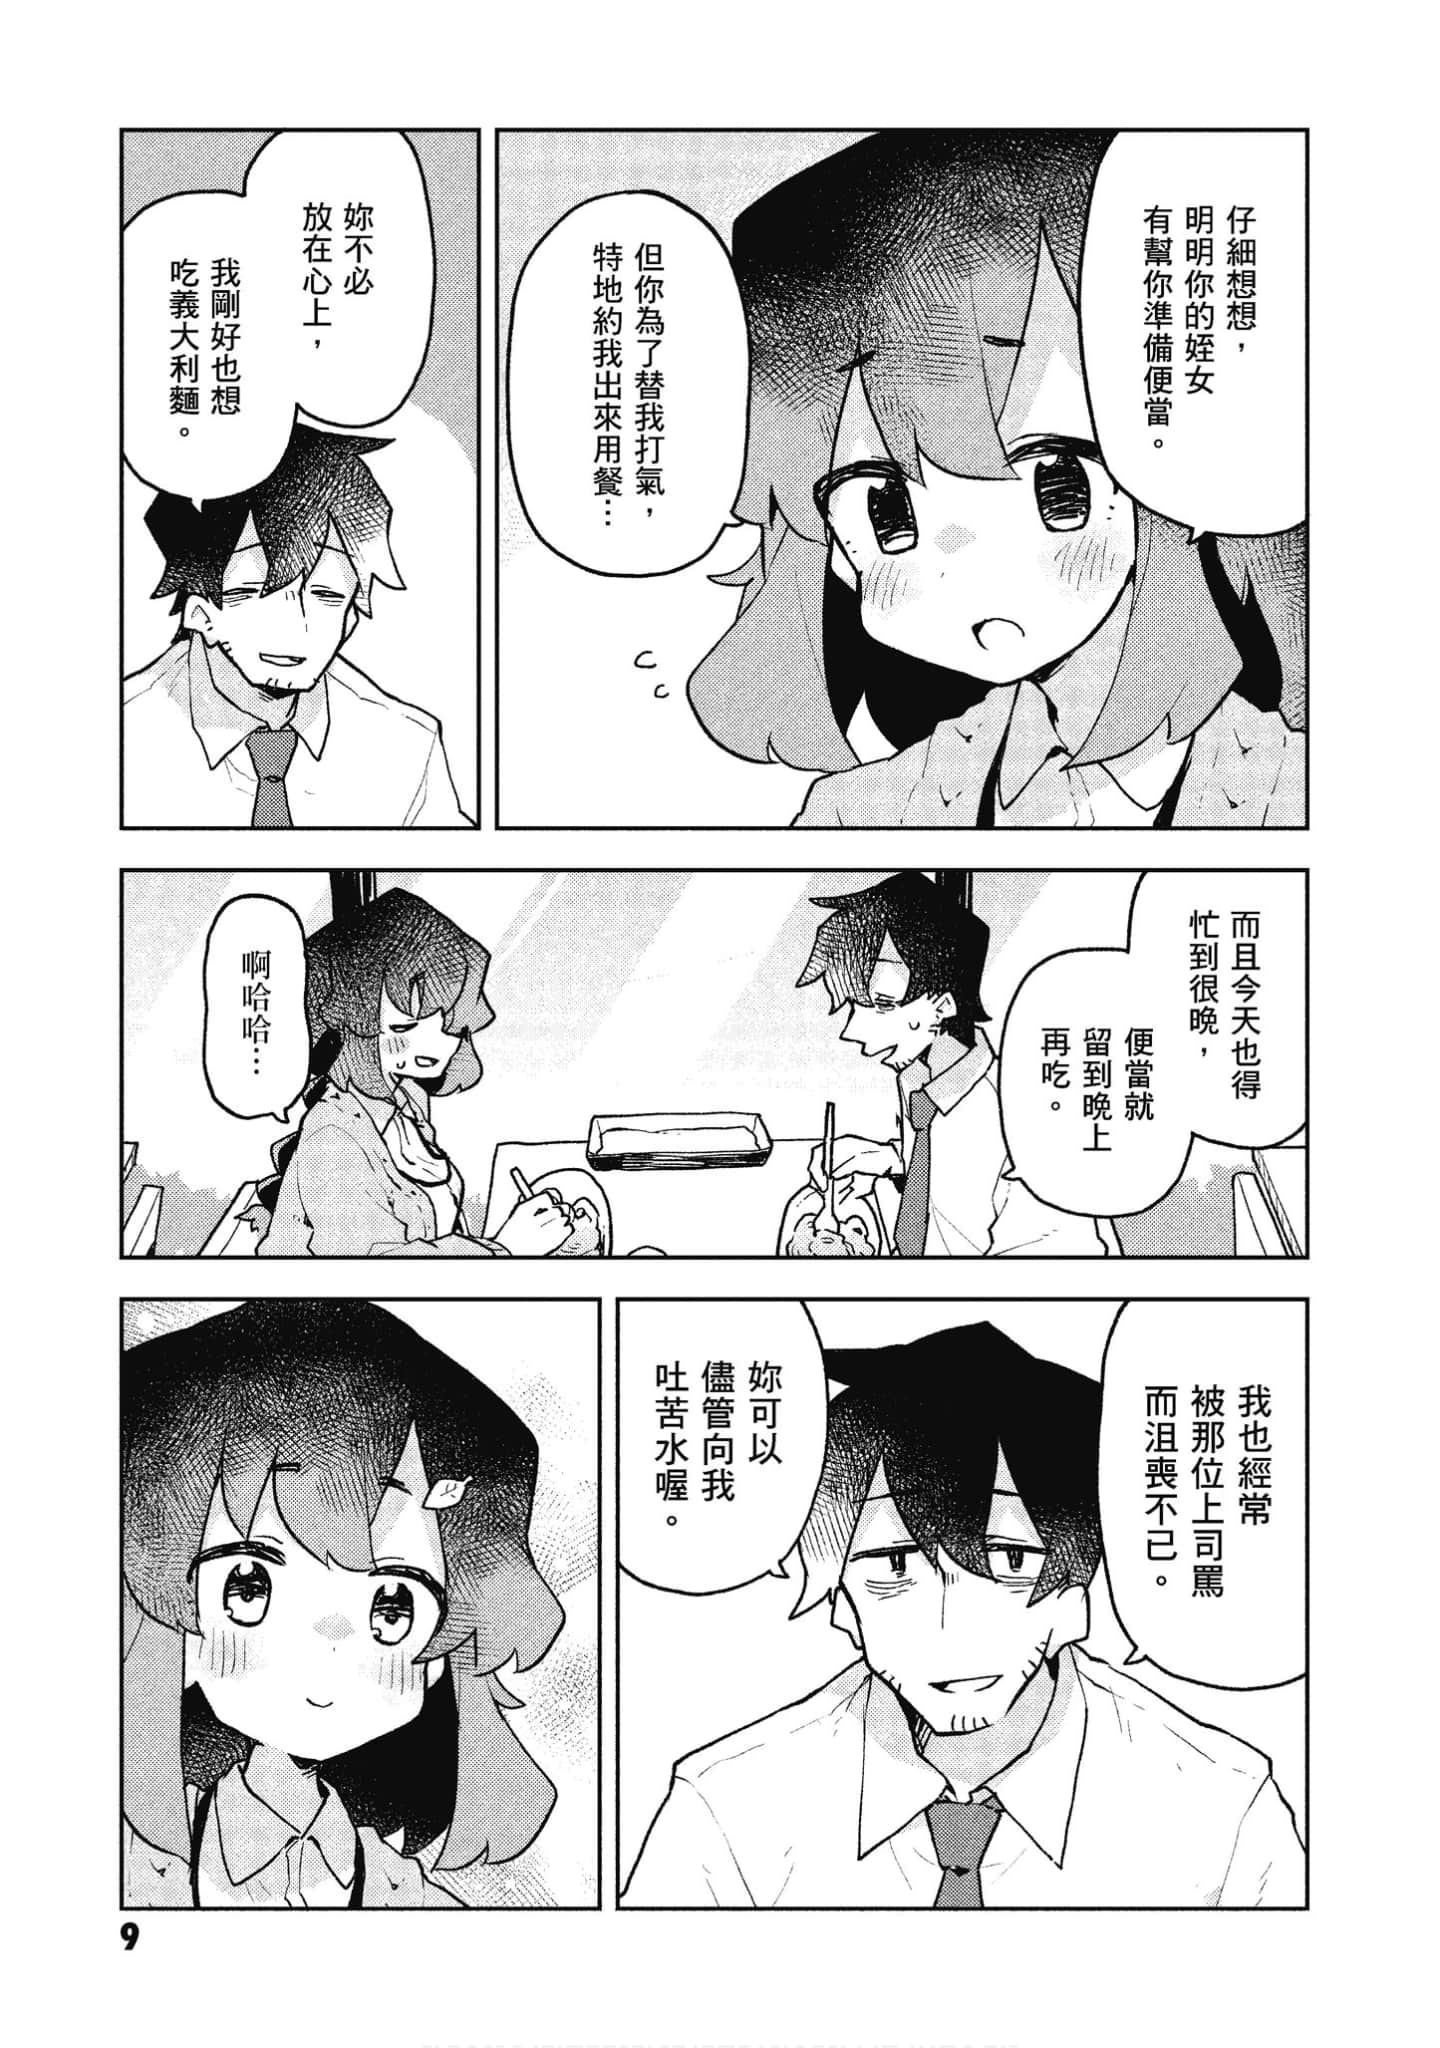 仔細想想，
明明你的姪女
有幫你準備便當。
但你為了替我打氣，
特地約我出來用餐…
妳不必
放在心上，
我剛好也想
吃義大利麵。
而且今天也得
忙到很晚，
便當就
留到晚上
再吃。
啊哈哈…
我也經常
被那位上司罵
而沮喪不已。
妳可以
儘管向我
吐苦水喔。
9